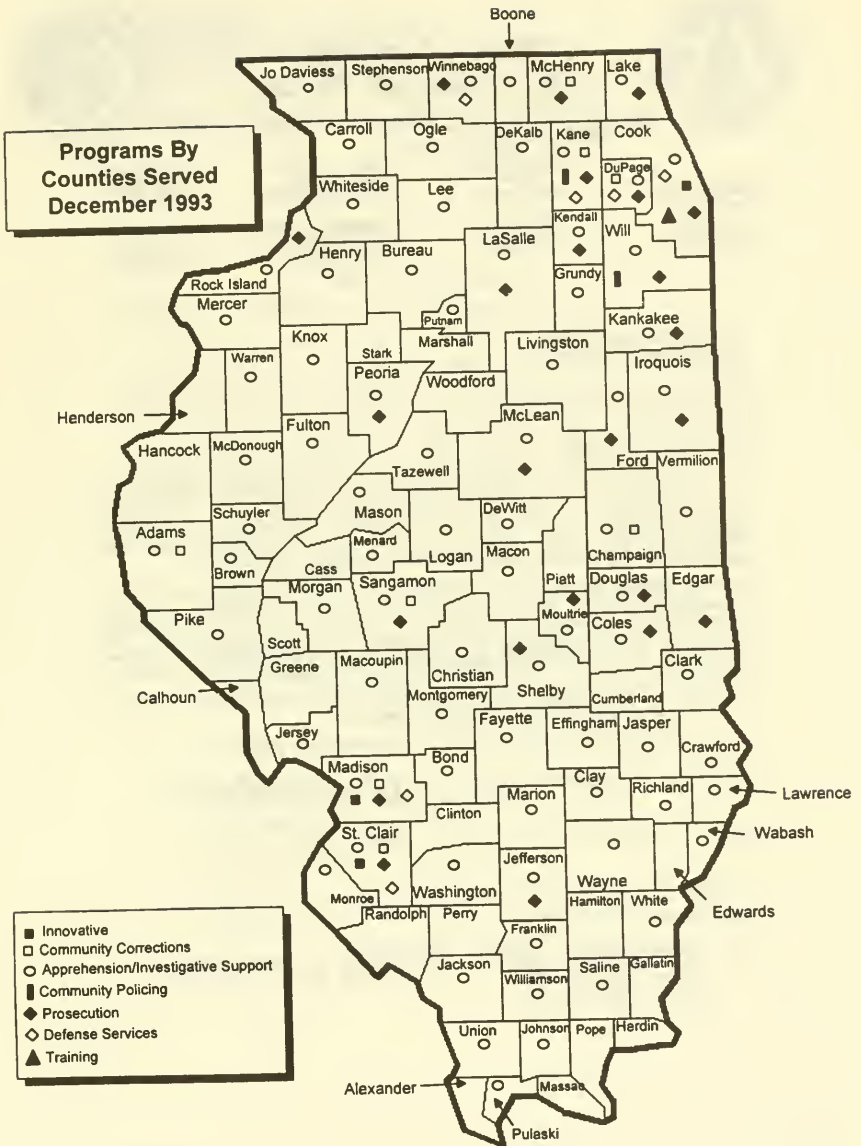 Boone
Jo Daviess
Stephenson
Winnebago
McHenry
Lake
Programs By
Counties Served
December 1993
Carroll
Ogle
DeKalb
Kane
Cook
DuPage
Whiteside
Lee
Kendall
Will
Rock Island
Henry
Bureau
LaSalle
Grundy
Mercer
Putnam
Kankakee
Knox
Stark
Marshall
Livingston
Warren
Peoria
Woodford
Iroquois
Henderson
Fulton
McLean
Hancock
McDonough
Tazewell
Ford
Vermilion
Schuyler
Mason
DeWitt
Adams
Menard
Logan
Champaign
Brown
Cass
Macon
Piatt
Morgan
Sangamon
Douglas
Edgar
Pike
Moultrie
Scott
Coles
Greene
Macoupin
Christian
Clark
Calhoun
Montgomery
Shelby
Cumberland
Jersey
Fayette
Effingham
Jasper
Crawford
Madison
Bond
Clay
Richland
Lawrence
Marion
Clinton
St. Clair
Wabash
Jefferson
Washington
Wayne
Monroe
Edwards
Randolph
Perry
Hamilton
White
Innovative
Community Corrections
Apprehension/Investigative Support
Community Policing
Prosecution
Defense Services
Training
Franklin
Jackson
Williamson
Saline
Gallatin
Union
Johnson
Pope
Herdin
Alexander
Massac
Pulaski